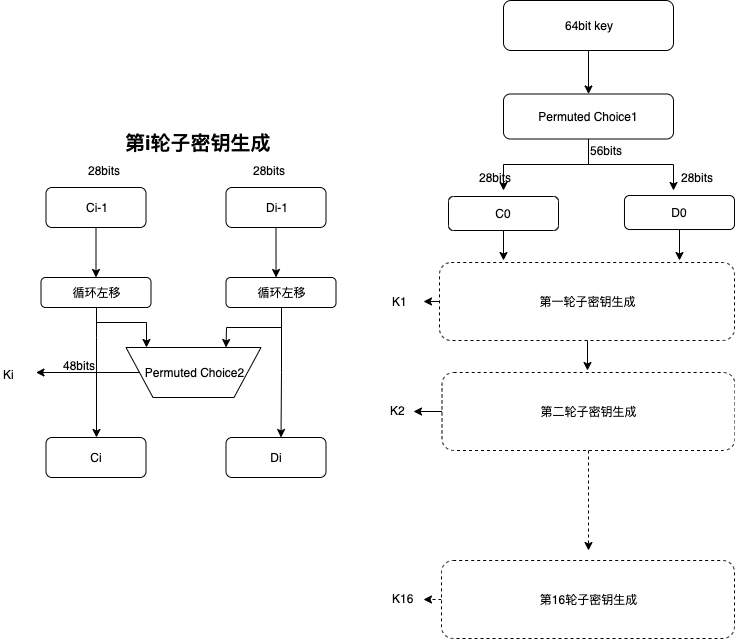 第i轮子密钥生成
28bits
28bits
Ci-1
Di-1
循环左移
循环左移
Permuted Choice2
48bits
Ki
Ci
Di
64bit key
Permuted Choice1
56bits
28bits
28bits
C0
D0
K1
第一轮子密钥生成
K2
第二轮子密钥生成
K16
第16轮子密钥生成